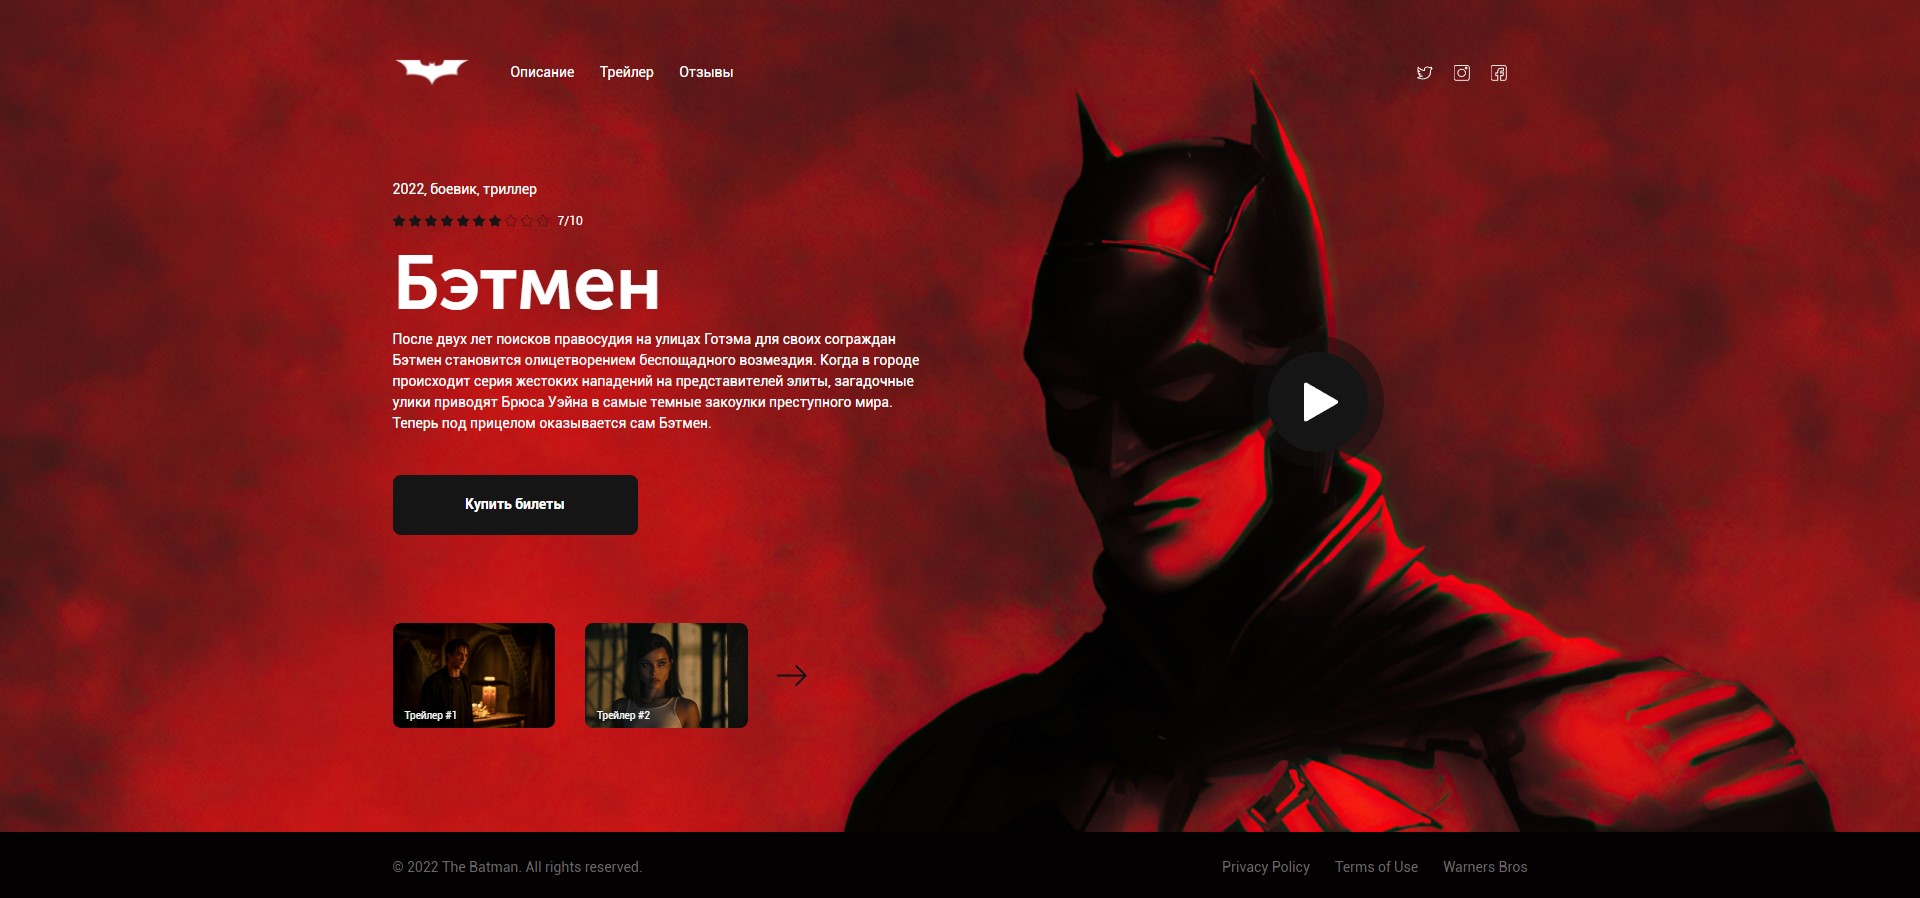 Описание Трейлер Отзывы
2022, боевик, триллер
7/10
Бэтмен
После двух лет поисков правосудия на улицах Готэма для своих сограждан
Бэтмен становится олицетворением беспощадного возмездия. Когда в городе
происходит серия жестоких нападений на представителей элиты, загадочные
улики приводят Брюса Уэйна в самые темные закоулки преступного мира.
Теперь под прицелом оказывается сам Бэтмен.
Купить билеты
Трейлер #1 Трейлер #2
© 2022 The Batman. All rights reserved. Privacy Policy Terms of Use Warners Bros